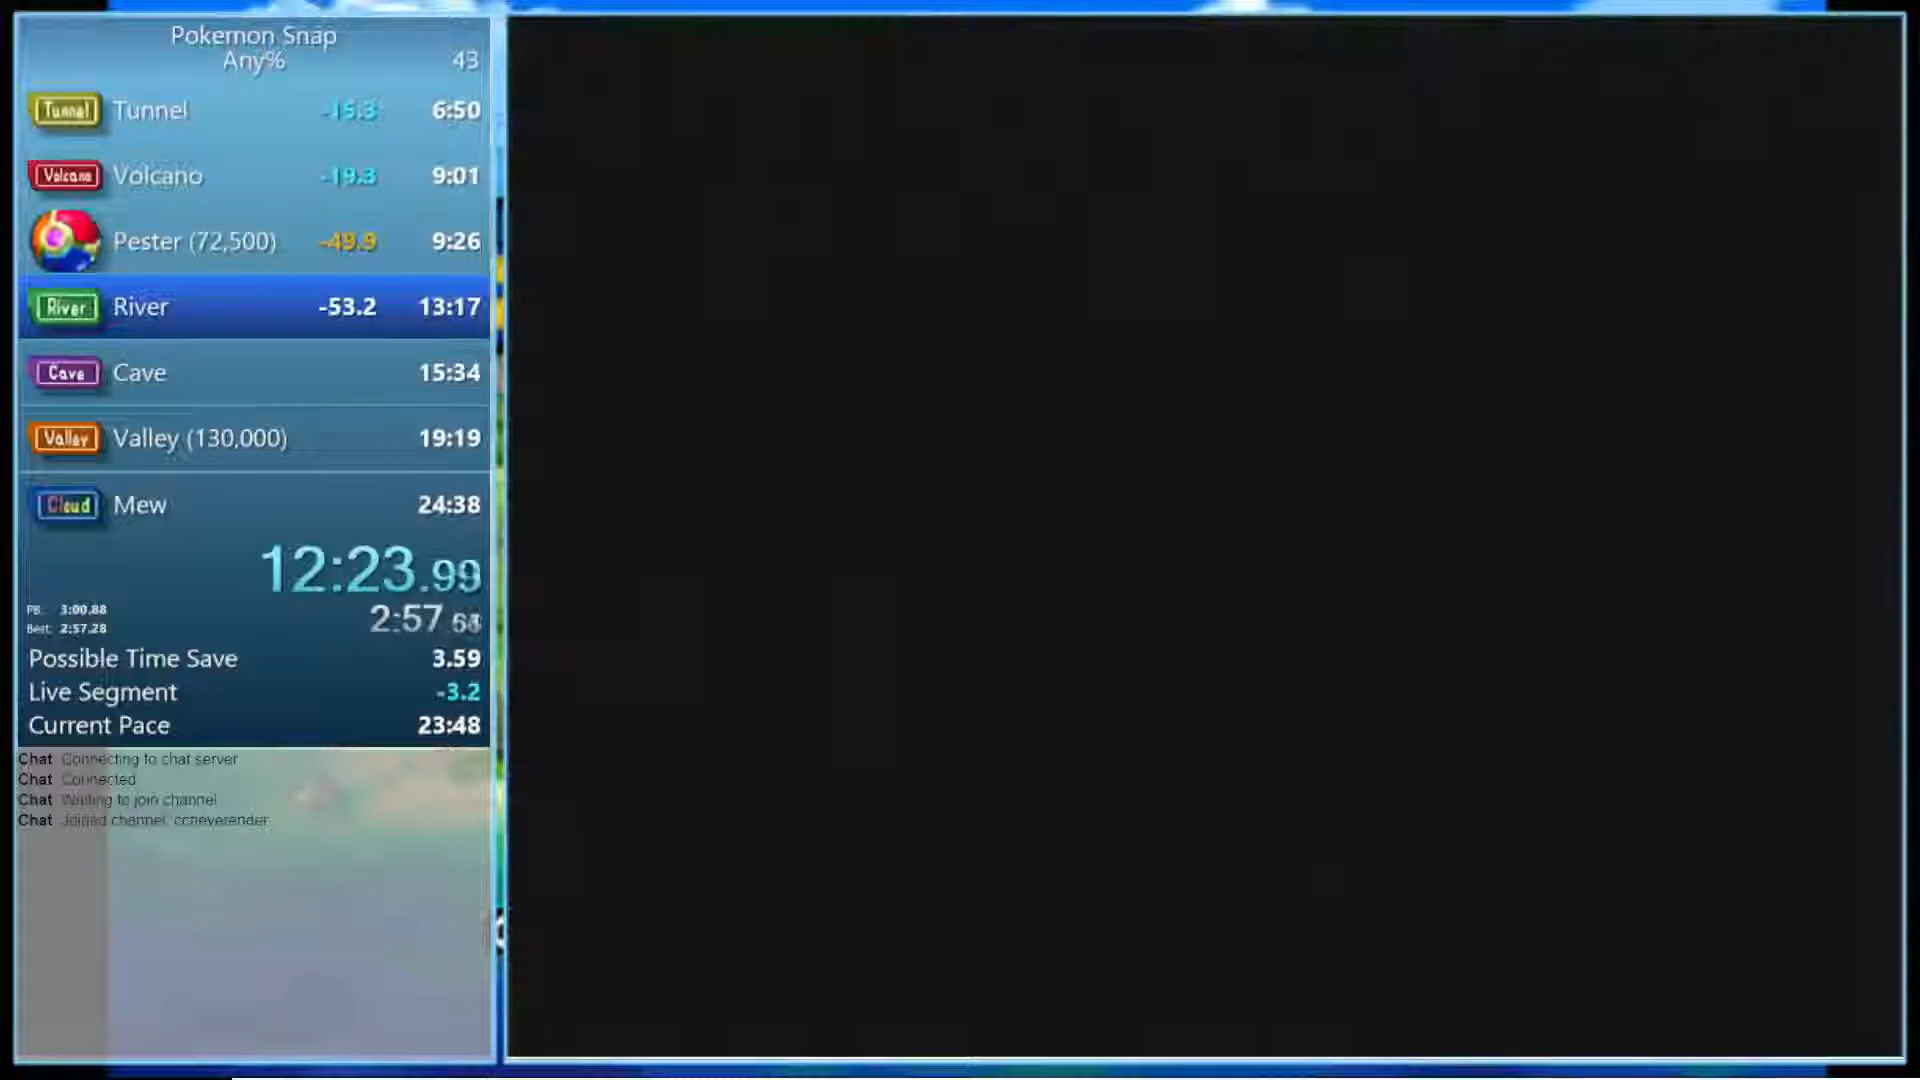 Pokemon Snap
Any% 43
Tunnel Tunnel -15.3 6:50
Volcano Volcano -19.3 9:01
Pester (72,500) -49.9 9:26
River River -53.2 13:17
Cave Cave 15:34
Valley Valley (130,000) 19:19
Cloud Mew 24:38
12:23.99
PB: 3:00.88
Best: 2:57.28
2:57.68
Possible Time Save 3.59
Live Segment -3.2
Current Pace 23:48
Chat Connecting to chat server
Chat Connected
Chat Waiting to join channel
Chat Joined channel: ccneverender